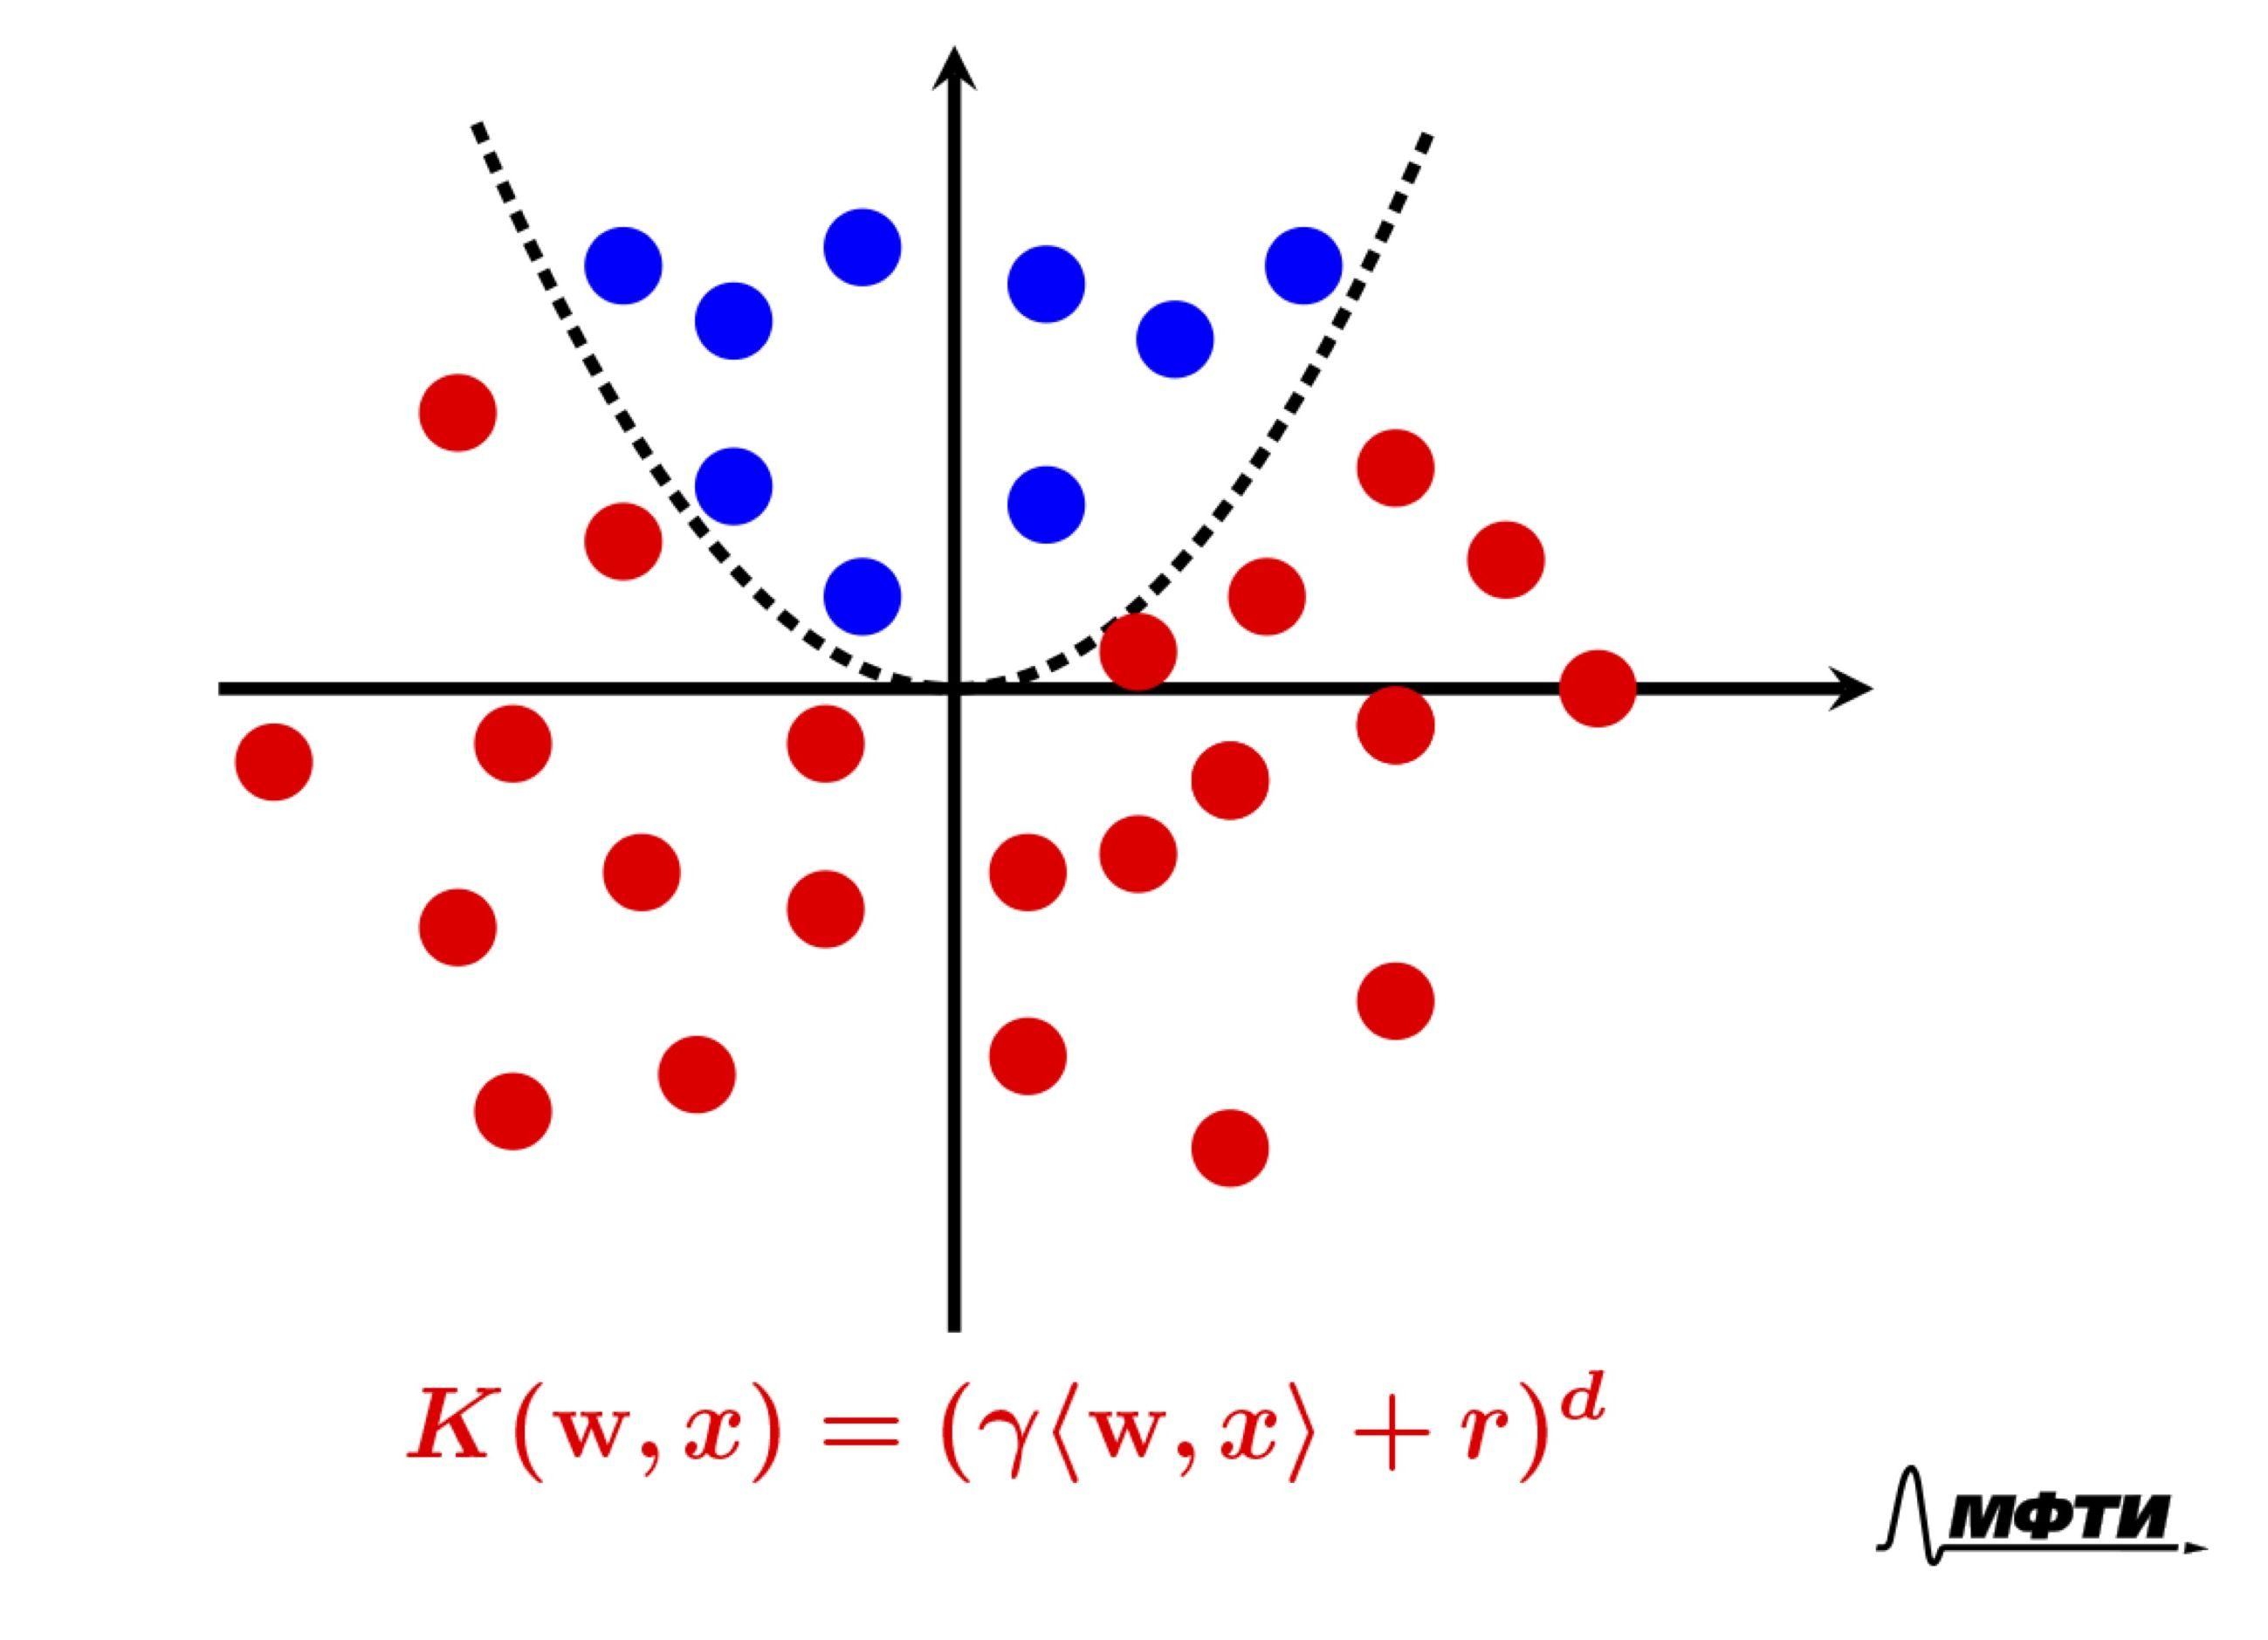 K(w, x) = (γ⟨w, x⟩ + r)^d
МФТИ